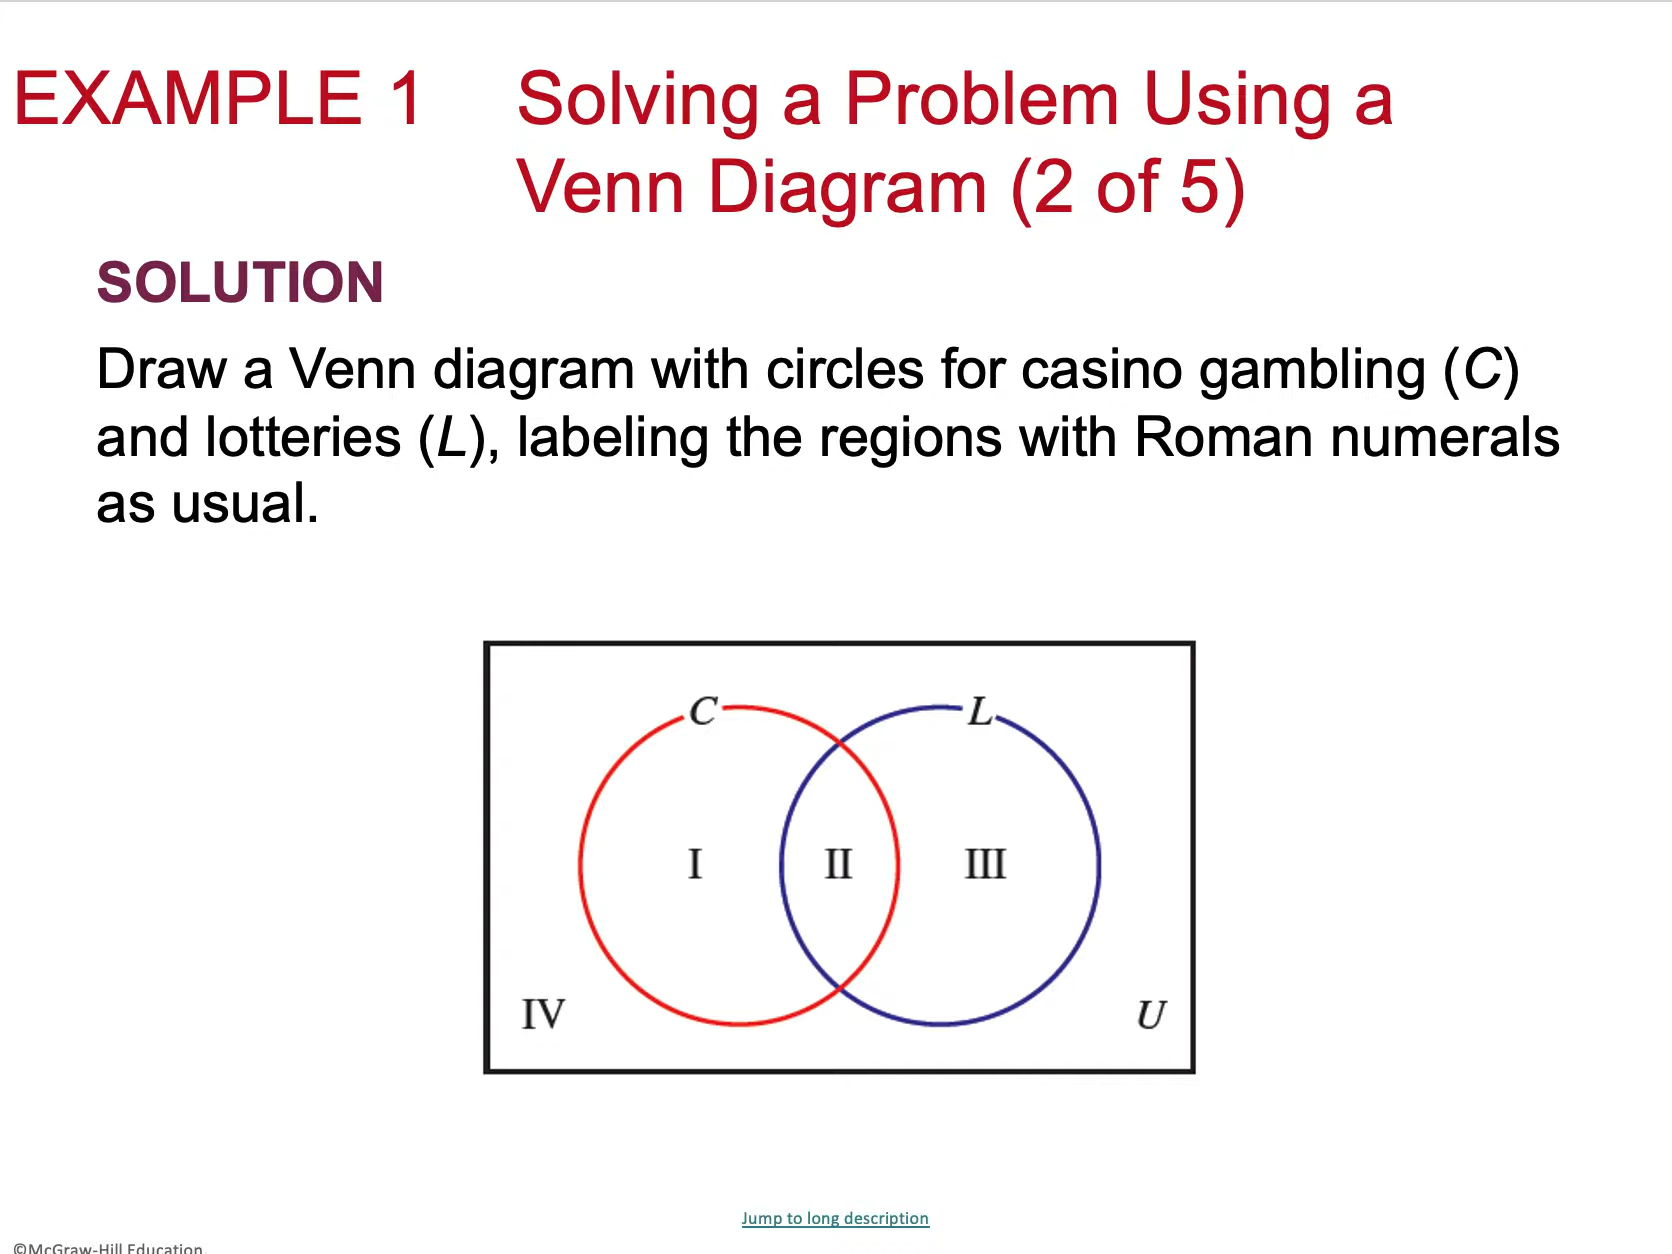 EXAMPLE 1 Solving a Problem Using a
Venn Diagram (2 of 5)
SOLUTION
Draw a Venn diagram with circles for casino gambling (C)
and lotteries (L), labeling the regions with Roman numerals
as usual.
C L
I II III
IV U
Jump to long description
©McGraw-Hill Education.